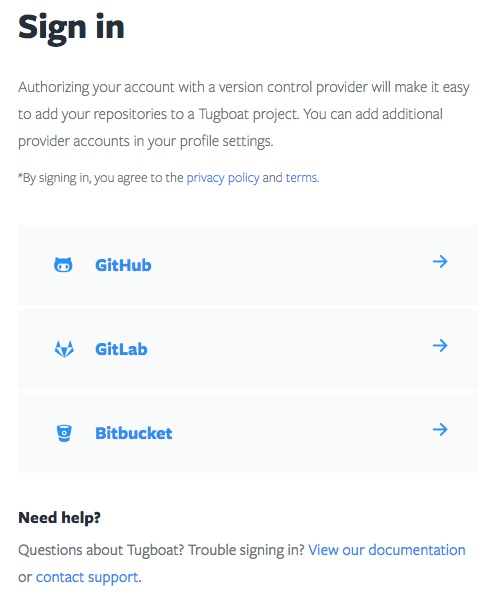 Sign in
Authorizing your account with a version control provider will make it easy
to add your repositories to a Tugboat project. You can add additional
provider accounts in your profile settings.
*By signing in, you agree to the privacy policy and terms.
GitHub
GitLab
Bitbucket
Need help?
Questions about Tugboat? Trouble signing in? View our documentation
or contact support.